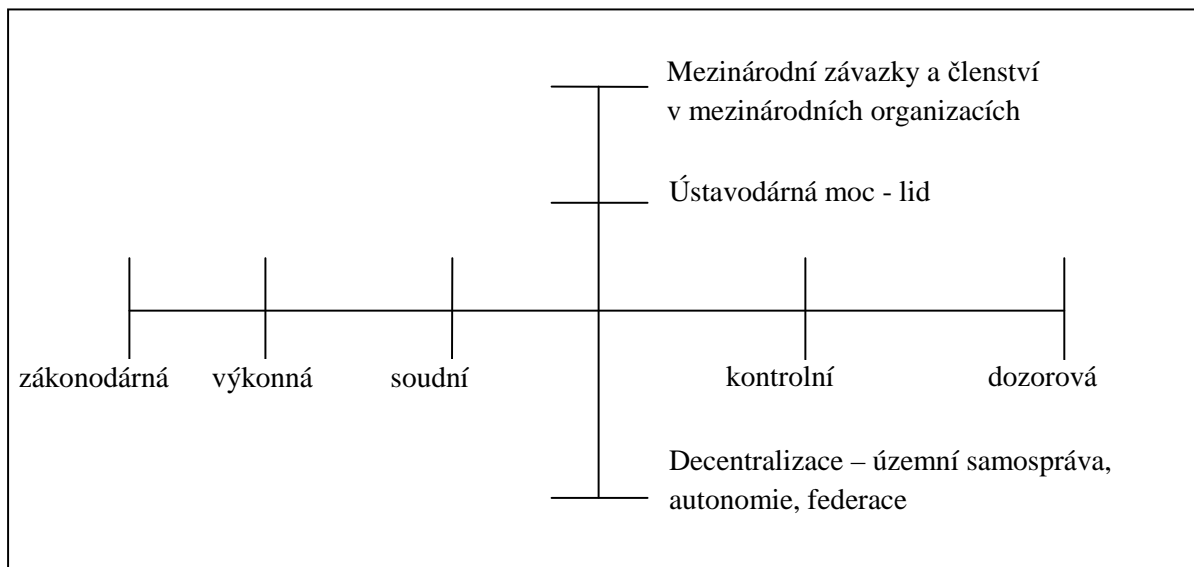 Mezinárodní závazky a členství
v mezinárodních organizacích
Ústavodárná moc - lid
zákonodárná
výkonná
soudní
kontrolní
dozorová
Decentralizace – územní samospráva,
autonomie, federace